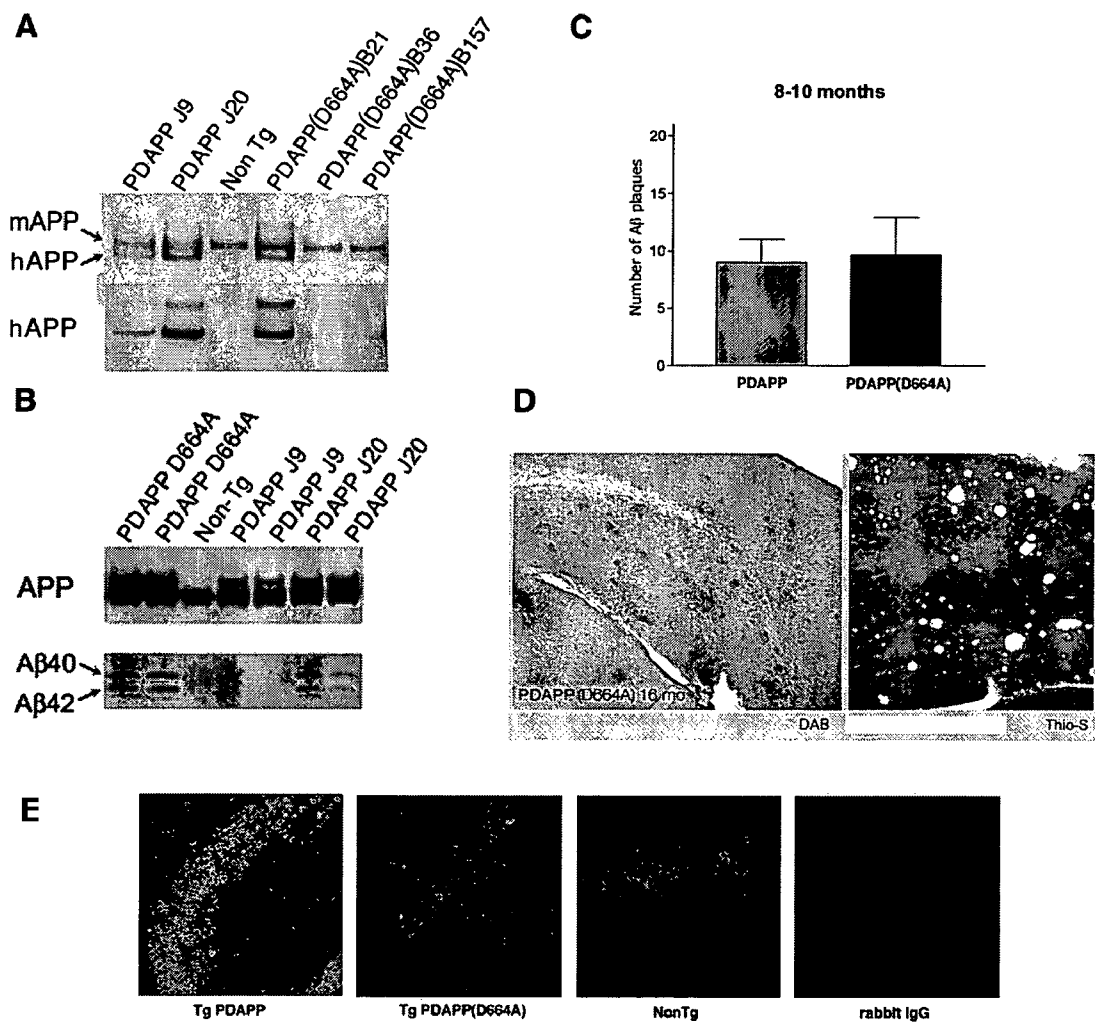 A
PDAPP J9
PDAPP J20
Non Tg
PDAPP(D664A)B21
PDAPP(D664A)B36
PDAPP(D664A)B157
mAPP
hAPP
hAPP
B
PDAPP D664A
PDAPP D664A
Non-Tg
PDAPP J9
PDAPP J9
PDAPP J20
PDAPP J20
APP
Aβ40
Aβ42
C
8-10 months
Number of Aβ plaques
20
15
10
5
0
PDAPP
PDAPP(D664A)
D
PDAPP(D664A) 16 mo
DAB
Thio-S
E
Tg PDAPP
Tg PDAPP(D664A)
NonTg
rabbit IgG